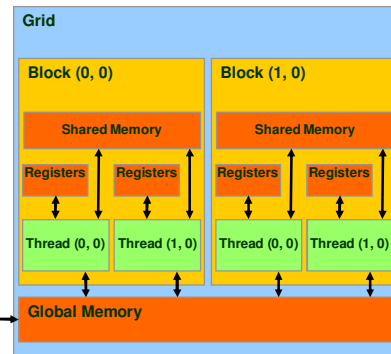 Grid
Block (0, 0)
Block (1, 0)
Shared Memory
Shared Memory
Registers
Registers
Registers
Registers
Thread (0, 0)
Thread (1, 0)
Thread (0, 0)
Thread (1, 0)
Global Memory